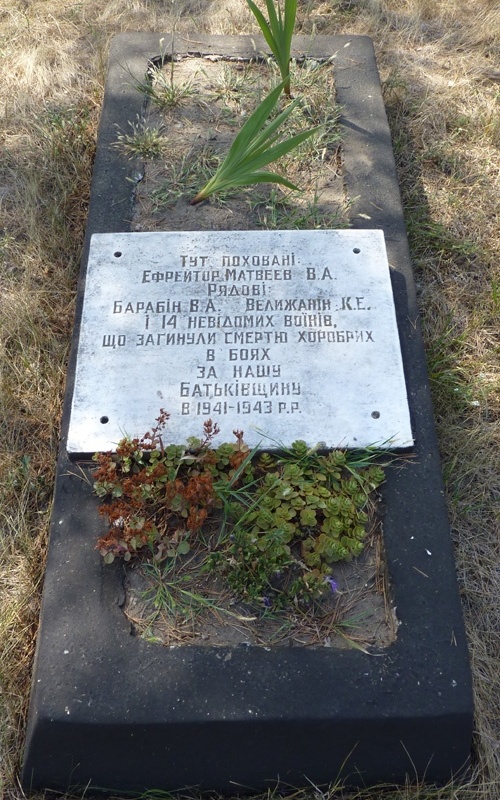 Тут поховані:
Ефрейтор Матвеев В.А.
Рядові:
Барабін В.А. Велижанін К.Е.
і 14 невідомих воїнів,
що загинули смертю хоробрих
в боях
за нашу
Батьківщину
в 1941-1943 р.р.